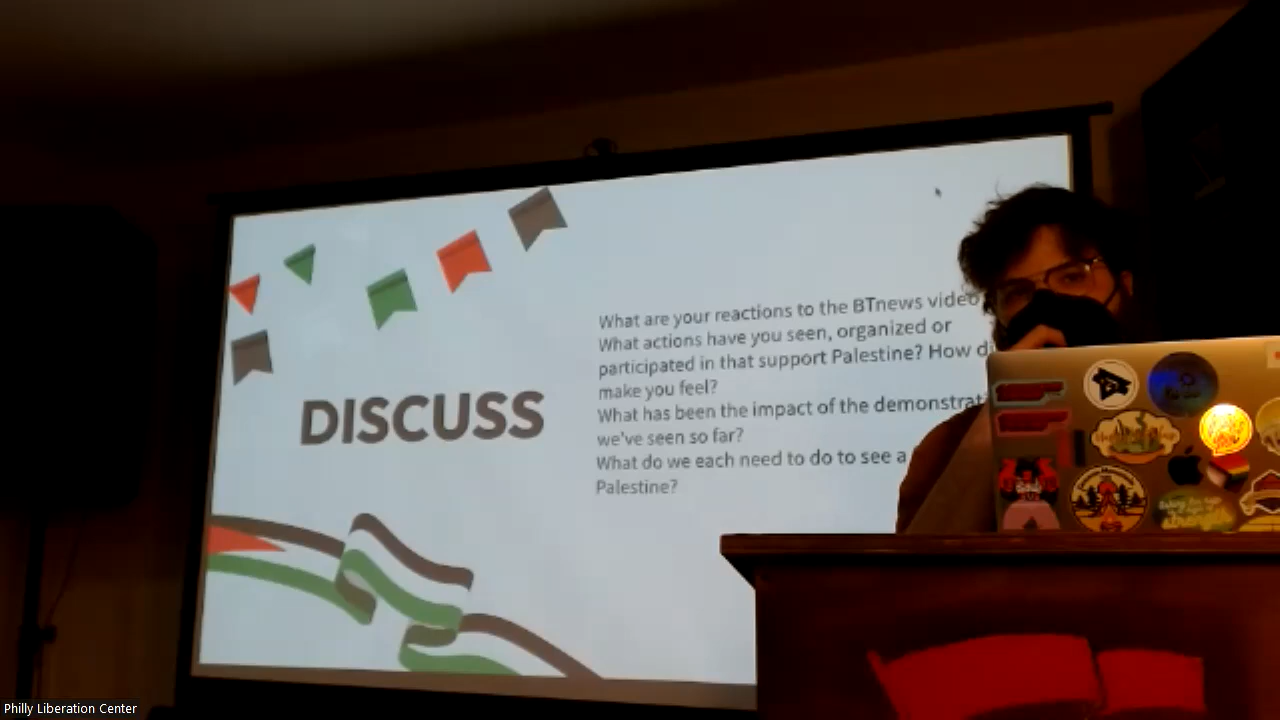 DISCUSS
What are your reactions to the BTnews video
What actions have you seen, organized or
participated in that support Palestine? How
make you feel?
What has been the impact of the
we've seen so far?
What do we each need to do to see a
Palestine?
Philly Liberation Center